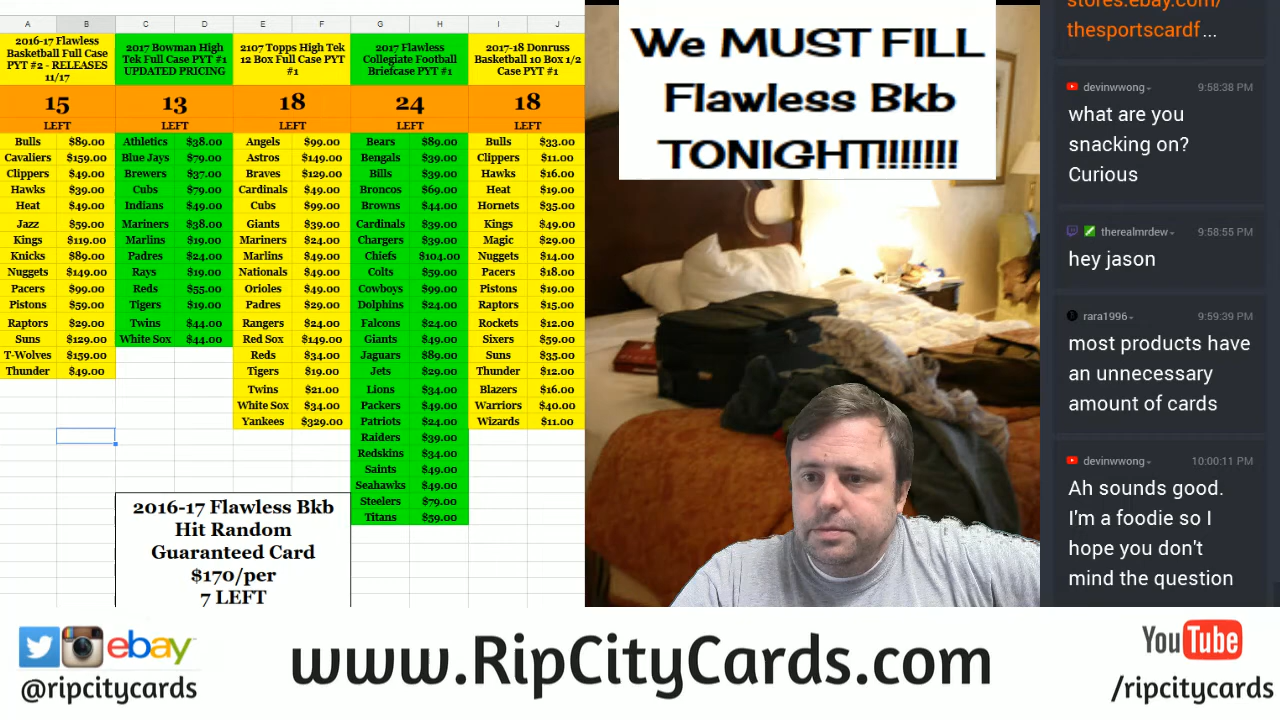 A B C D E F G H I J
2016-17 Flawless
Basketball Full Case
PYT #2 - RELEASES
11/17
2017 Bowman High
Tek Full Case PYT #1
UPDATED PRICING
2107 Topps High Tek
12 Box Full Case PYT
#1
2017 Flawless
Collegiate Football
Briefcase PYT #1
2017-18 Donruss
Basketball 10 Box 1/2
Case PYT #1
15 13 18 24 18
LEFT LEFT LEFT LEFT LEFT
Bulls $89.00 Athletics $38.00 Angels $99.00 Bears $89.00 Bulls $33.00
Cavaliers $159.00 Blue Jays $79.00 Astros $149.00 Bengals $39.00 Clippers $11.00
Clippers $49.00 Brewers $37.00 Braves $129.00 Bills $39.00 Hawks $16.00
Hawks $39.00 Cubs $79.00 Cardinals $49.00 Broncos $69.00 Heat $19.00
Heat $49.00 Indians $49.00 Cubs $99.00 Browns $44.00 Hornets $35.00
Jazz $59.00 Mariners $38.00 Giants $39.00 Cardinals $39.00 Kings $49.00
Kings $119.00 Marlins $19.00 Mariners $24.00 Chargers $39.00 Magic $29.00
Knicks $89.00 Padres $24.00 Marlins $49.00 Chiefs $104.00 Nuggets $14.00
Nuggets $149.00 Rays $19.00 Nationals $49.00 Colts $59.00 Pacers $18.00
Pacers $99.00 Reds $55.00 Orioles $49.00 Cowboys $99.00 Pistons $19.00
Pistons $59.00 Tigers $19.00 Padres $29.00 Dolphins $24.00 Raptors $15.00
Raptors $29.00 Twins $44.00 Rangers $24.00 Falcons $24.00 Rockets $12.00
Suns $129.00 White Sox $44.00 Red Sox $149.00 Giants $49.00 Sixers $59.00
T-Wolves $159.00 Reds $34.00 Jaguars $89.00 Suns $35.00
Thunder $49.00 Tigers $19.00 Jets $29.00 Thunder $12.00
Twins $21.00 Lions $34.00 Blazers $16.00
White Sox $34.00 Packers $49.00 Warriors $40.00
Yankees $329.00 Patriots $24.00 Wizards $11.00
Raiders $39.00
Redskins $34.00
Saints $49.00
Seahawks $49.00
Steelers $79.00
Titans $59.00
2016-17 Flawless Bkb
Hit Random
Guaranteed Card
$170/per
7 LEFT
We MUST FILL
Flawless Bkb
TONIGHT!!!!!!!
stores.ebay.com/
thesportscardf ...
devinwwong 9:58:38 PM
what are you
snacking on?
Curious
therealmrdew 9:58:55 PM
hey jason
rara1996 9:59:39 PM
most products have
an unnecessary
amount of cards
devinwwong 10:00:11 PM
Ah sounds good.
I'm a foodie so I
hope you don't
mind the question
ebay
@ripcitycards
www.RipCityCards.com
YouTube
/ripcitycards